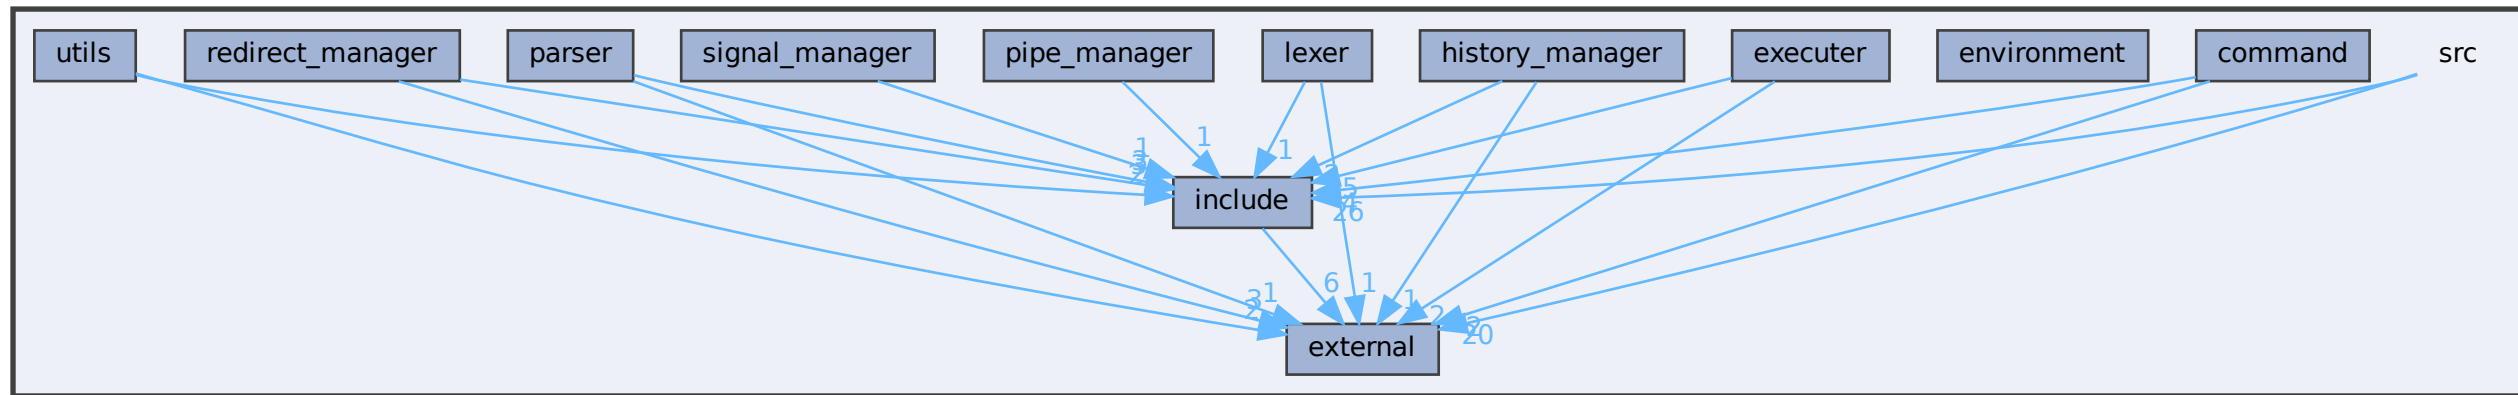 utils
redirect_manager
parser
signal_manager
pipe_manager
lexer
history_manager
executer
environment
command
src
1
1
1
include
5
26
6
1
1
3
1
2
20
external